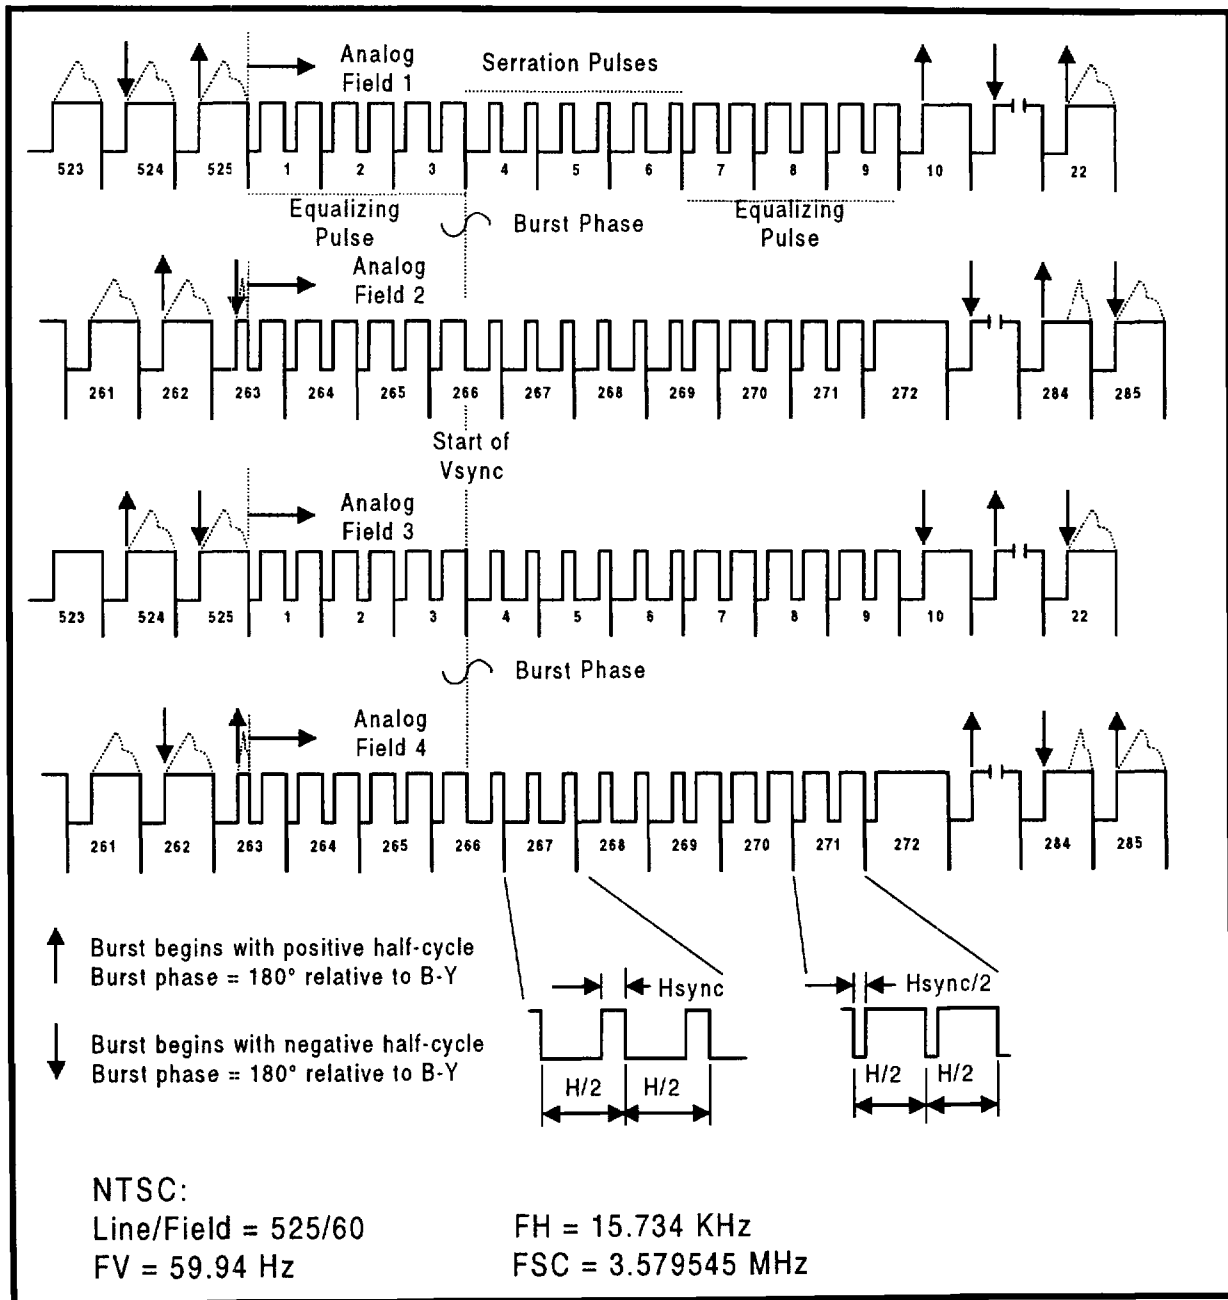 Analog
Field 1
Serration Pulses
523 524 525 1 2 3 4 5 6 7 8 9 10 22
Equalizing
Pulse
Burst Phase
Equalizing
Pulse
Analog
Field 2
261 262 263 264 265 266 267 268 269 270 271 272 284 285
Start of
Vsync
Analog
Field 3
523 524 525 1 2 3 4 5 6 7 8 9 10 22
Burst Phase
Analog
Field 4
261 262 263 264 265 266 267 268 269 270 271 272 284 285
Burst begins with positive half-cycle
Burst phase = 180° relative to B-Y
Hsync
Hsync/2
Burst begins with negative half-cycle
Burst phase = 180° relative to B-Y
H/2 H/2
H/2 H/2
NTSC:
Line/Field = 525/60
FH = 15.734 KHz
FV = 59.94 Hz
FSC = 3.579545 MHz